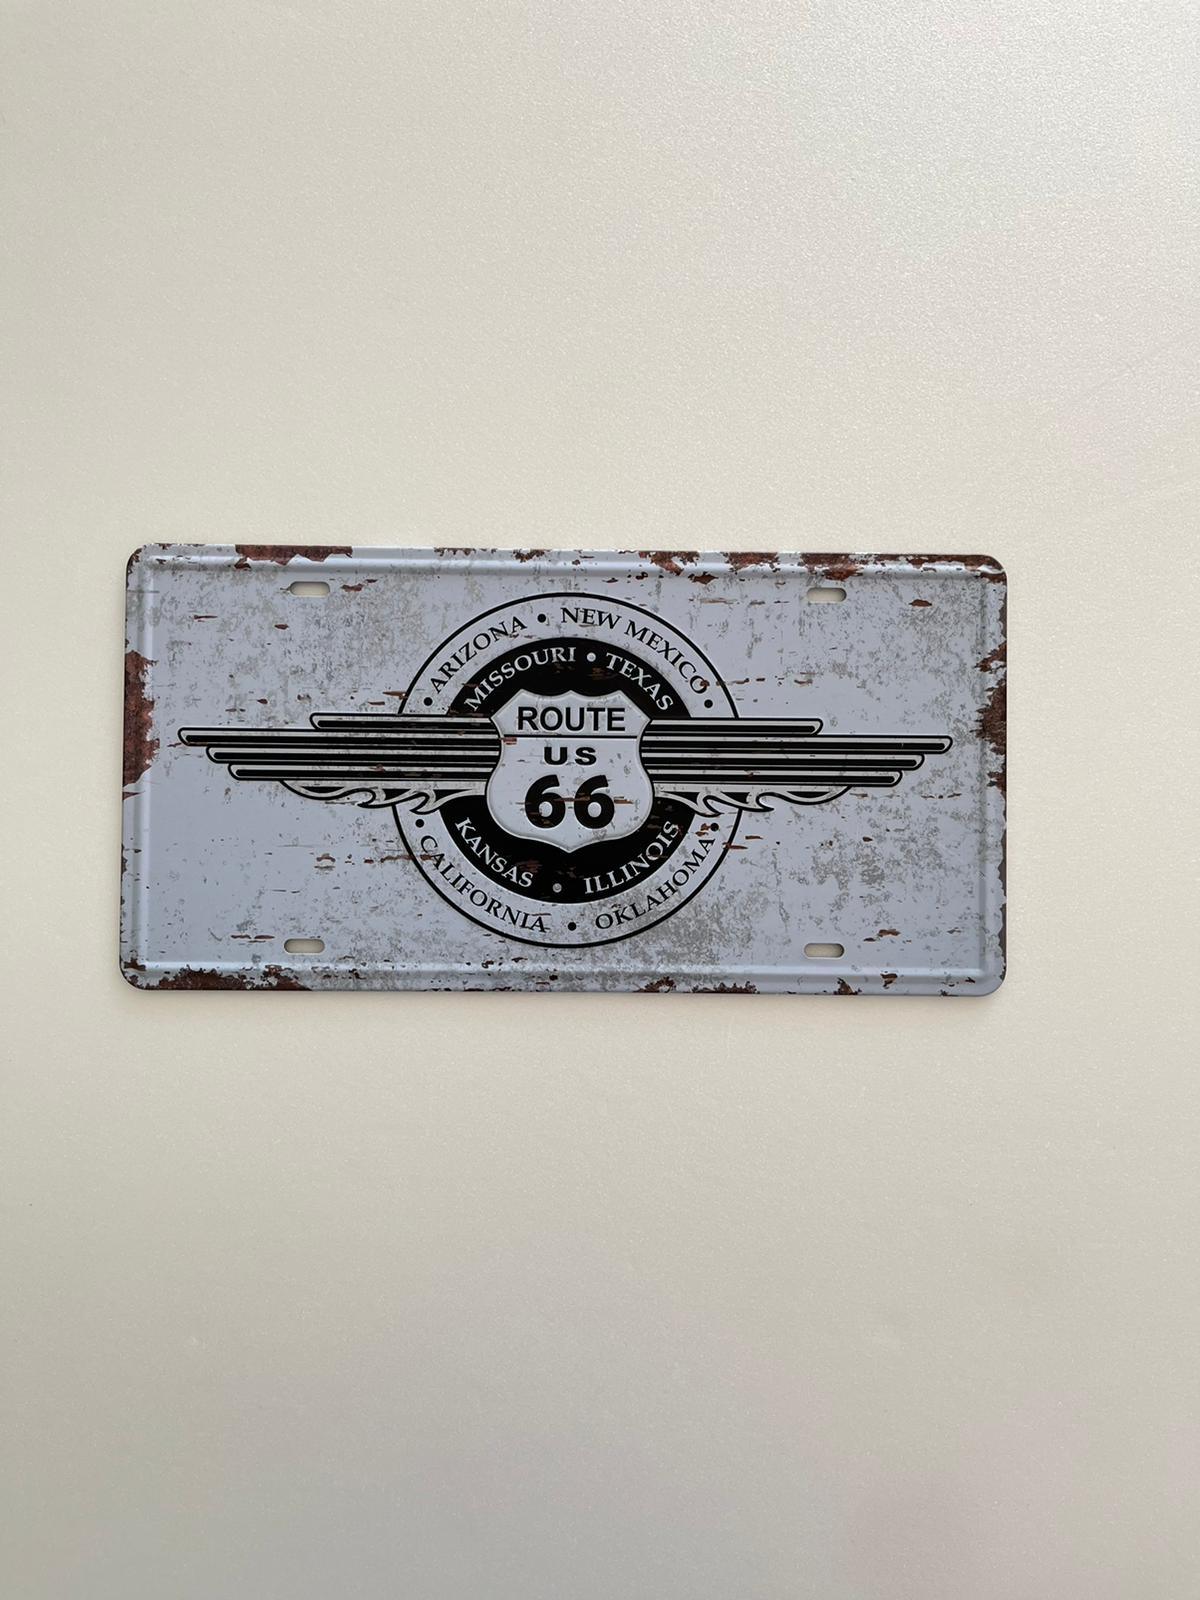 ARIZONA • NEW MEXICO
MISSOURI • TEXAS
ROUTE
US
66
KANSAS • ILLINOIS
CALIFORNIA • OKLAHOMA